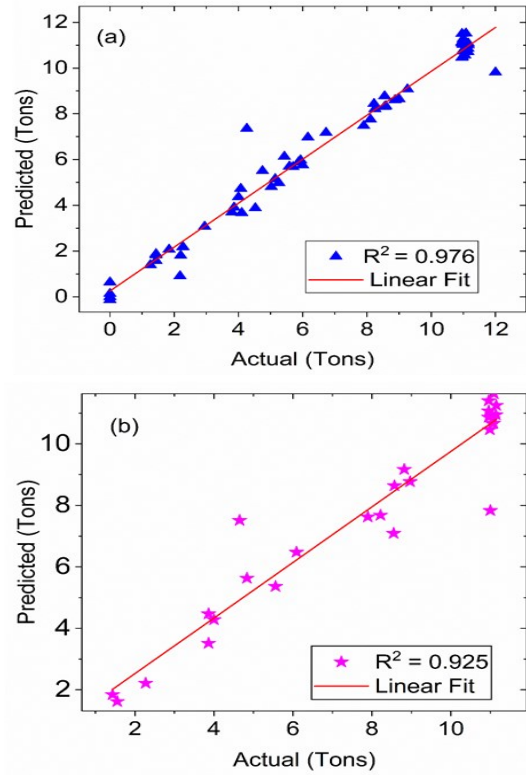 (a)
12
10
8
6
4
2
0
Predicted (Tons)
R² = 0.976
Linear Fit
0 2 4 6 8 10 12
Actual (Tons)
(b)
10
8
6
4
2
Predicted (Tons)
R² = 0.925
Linear Fit
2 4 6 8 10
Actual (Tons)